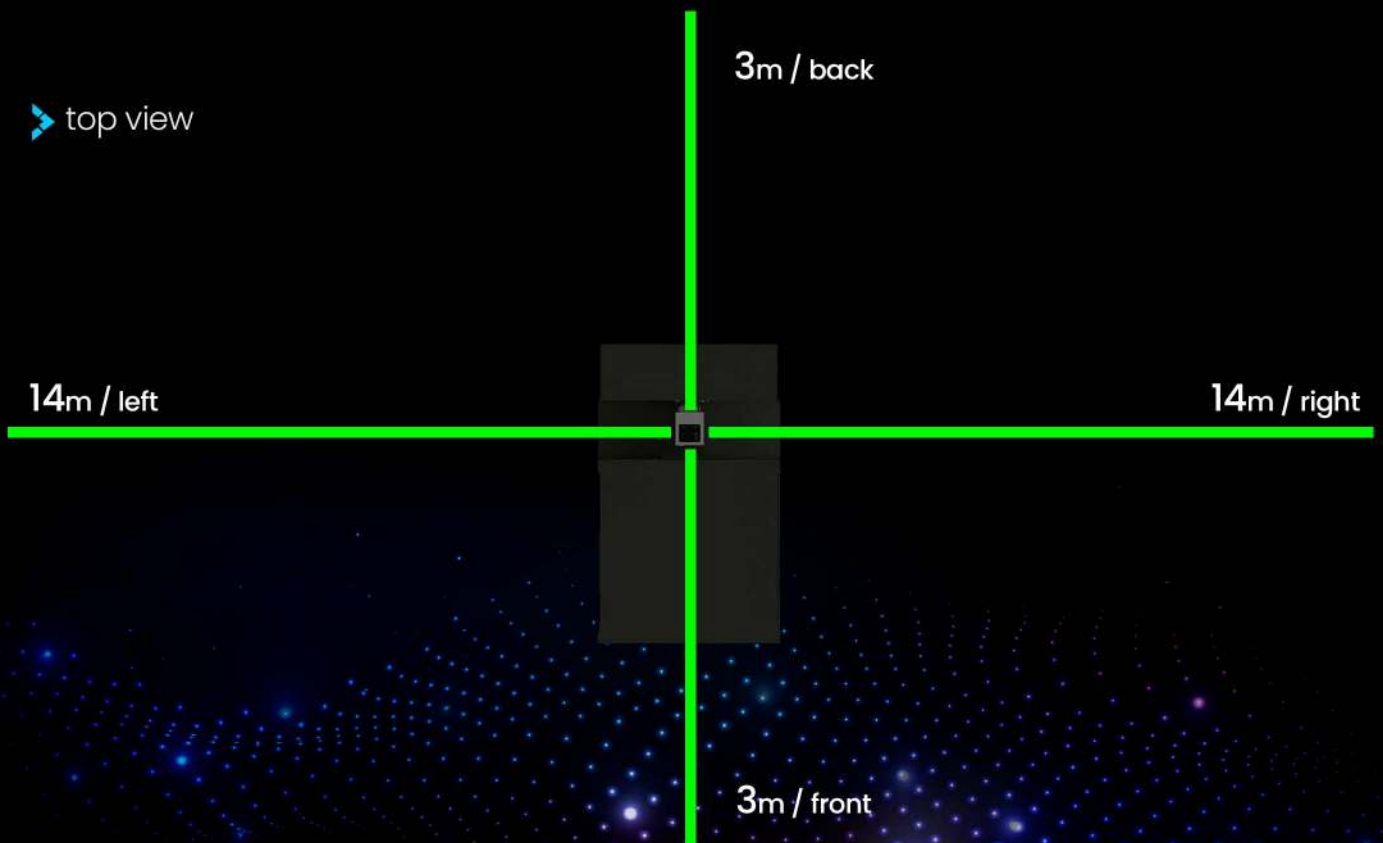 3m / back
top view
14m / left
14m / right
3m / front